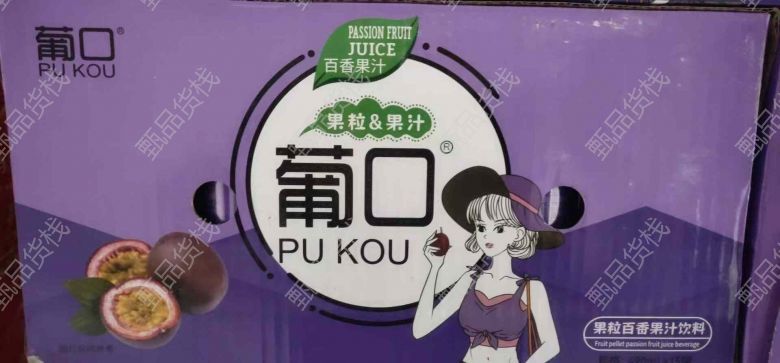 葡口®
PU KOU
PASSION FRUIT
JUICE
百香果汁
果粒&果汁
葡口®
PU KOU
果粒百香果汁饮料
Fruit pellet passion fruit juice beverage
甄品货栈